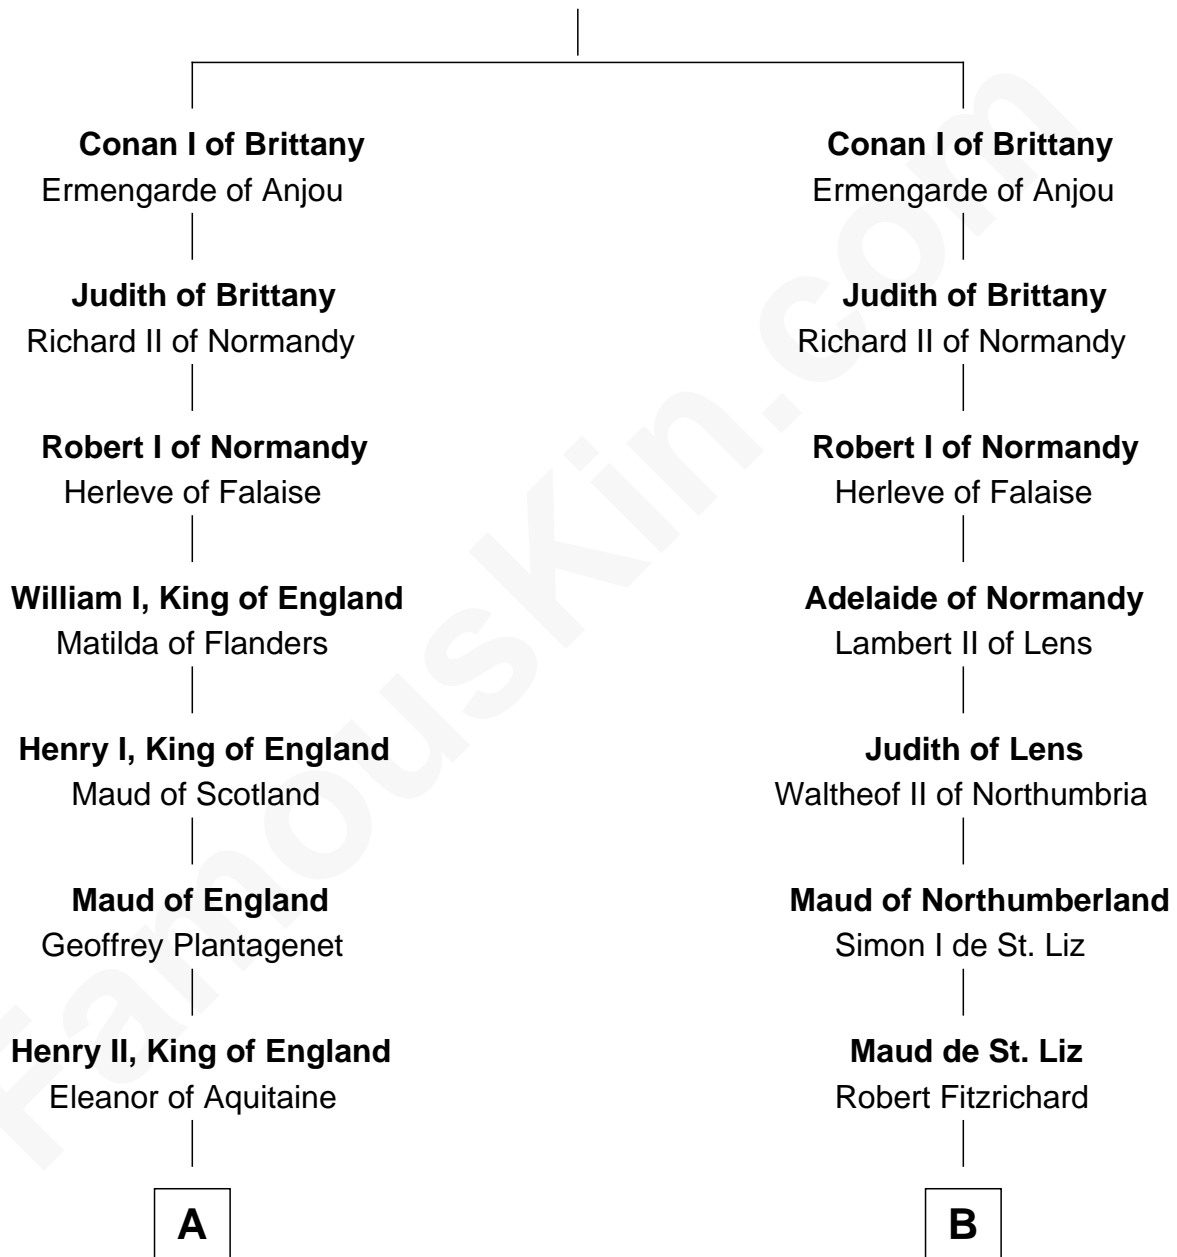 Conan I of Brittany
Ermengarde of Anjou
Judith of Brittany
Richard II of Normandy
Robert I of Normandy
Herleve of Falaise
William I, King of England
Matilda of Flanders
Henry I, King of England
Maud of Scotland
Maud of England
Geoffrey Plantagenet
Henry II, King of England
Eleanor of Aquitaine
A
Conan I of Brittany
Ermengarde of Anjou
Judith of Brittany
Richard II of Normandy
Robert I of Normandy
Herleve of Falaise
Adelaide of Normandy
Lambert II of Lens
Judith of Lens
Waltheof II of Northumbria
Maud of Northumberland
Simon I de St. Liz
Maud de St. Liz
Robert Fitzrichard
B
FamousKin.com